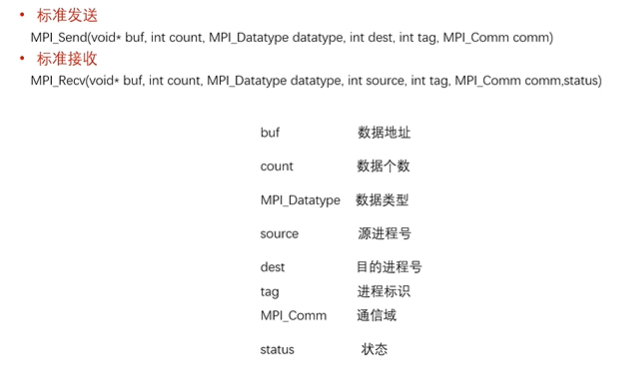 • 标准发送
MPI_Send(void* buf, int count, MPI_Datatype datatype, int dest, int tag, MPI_Comm comm)
• 标准接收
MPI_Recv(void* buf, int count, MPI_Datatype datatype, int source, int tag, MPI_Comm comm,status)
buf 数据地址
count 数据个数
MPI_Datatype 数据类型
source 源进程号
dest 目的进程号
tag 进程标识
MPI_Comm 通信域
status 状态